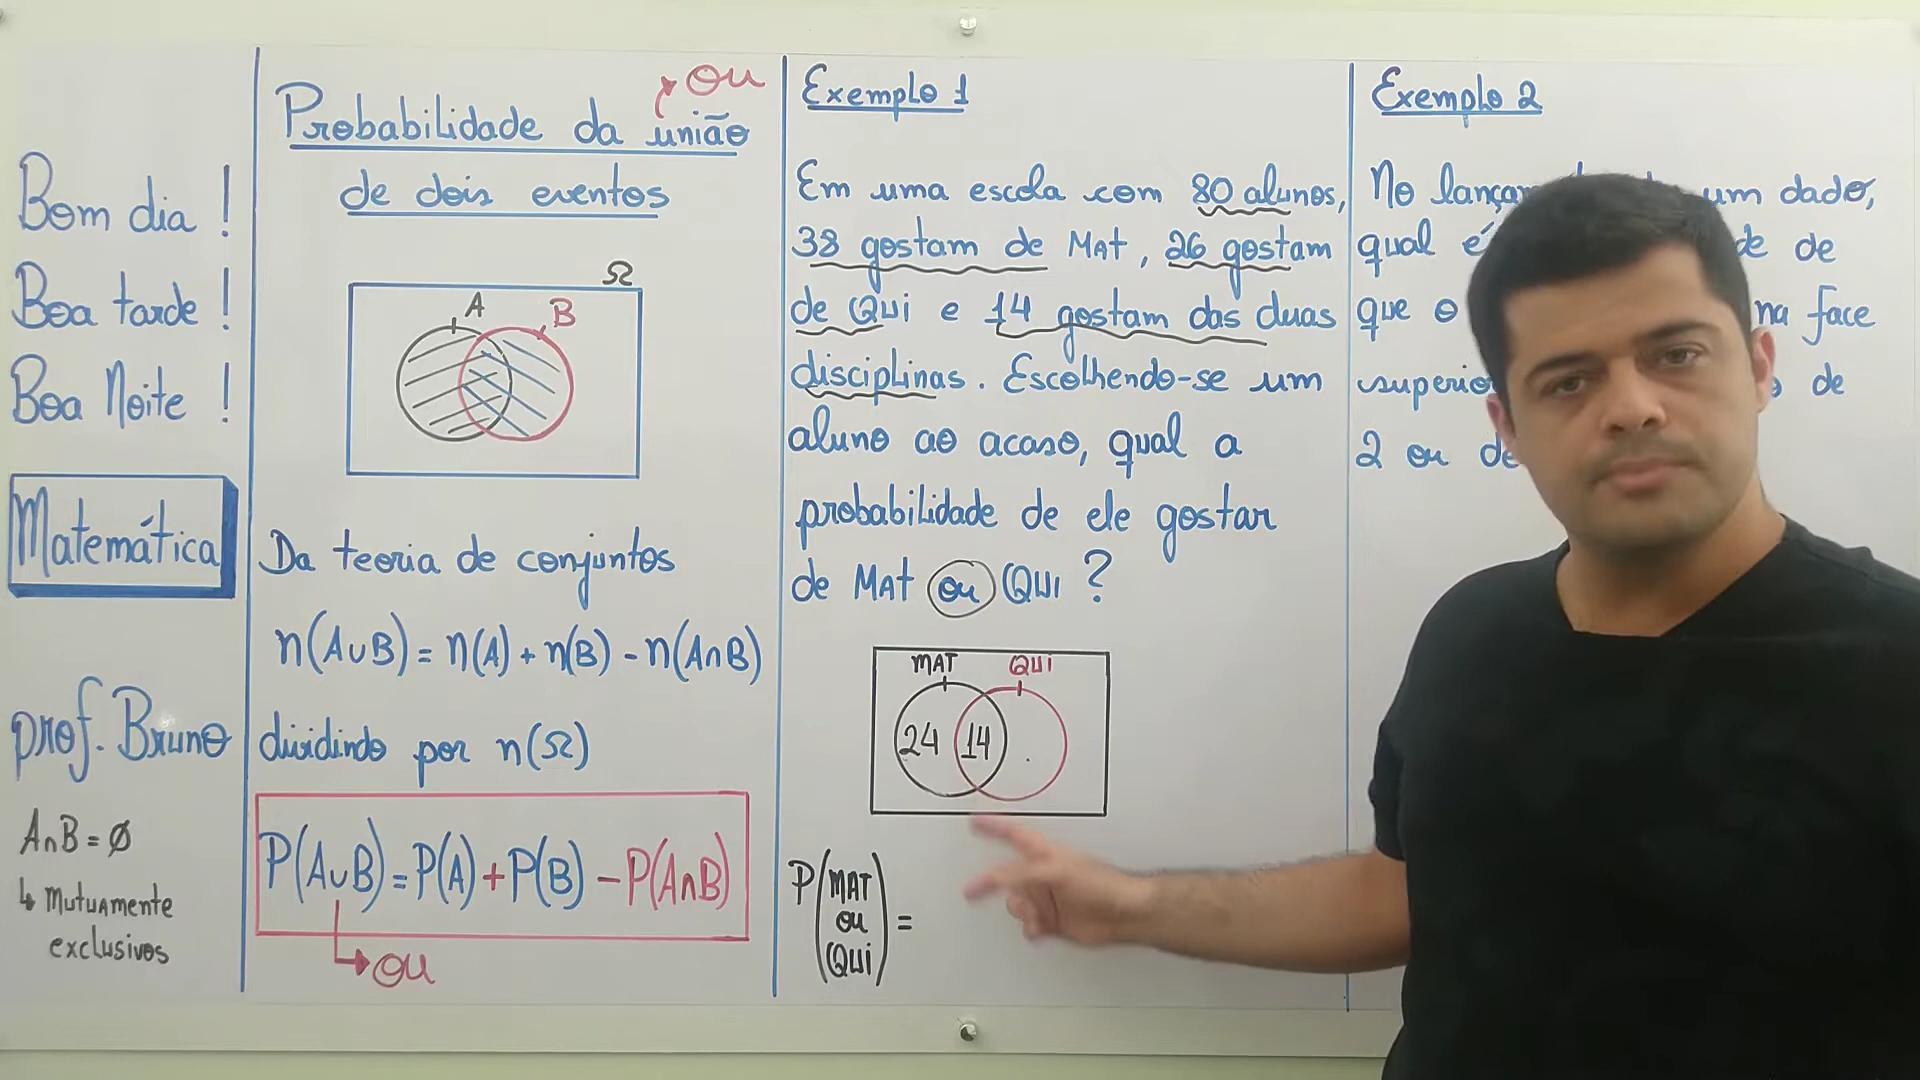 Bom dia !
Boa tarde !
Boa Noite !
Matemática
prof. Bruno
A∩B = ∅
↳ Mutuamente
exclusivos
ou
Probabilidade da união
de dois eventos
Ω
A B
Da teoria de conjuntos
n(A∪B) = n(A) + n(B) - n(A∩B)
dividindo por n(Ω)
P(A∪B) = P(A) + P(B) - P(A∩B)
ou
Exemplo 1
Em uma escola com 80 alunos,
38 gostam de MAT, 26 gostam
de QUI e 14 gostam das duas
disciplinas. Escolhendo-se um
aluno ao acaso, qual a
probabilidade de ele gostar
de MAT ou QUI ?
MAT QUI
24 14
P(MAT
ou
QUI) =
Exemplo 2
No um dado,
qual é de
que o na face
de
2 ou